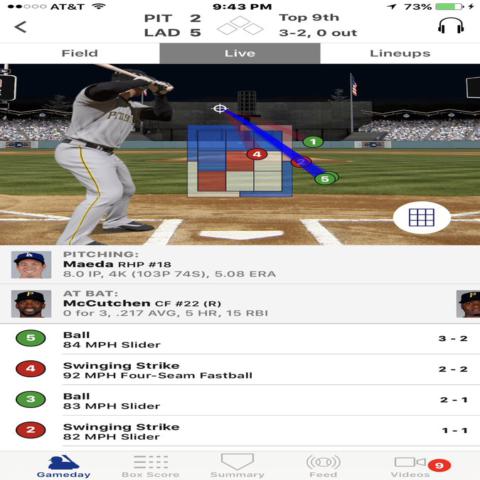 AT&T 9:43 PM 73%
PIT 2 Top 9th
LAD 5 3-2, 0 out
Field Live Lineups
1
4
2
5
PITCHING:
Maeda RHP #18
8.0 IP, 4K (103P 74S), 5.08 ERA
AT BAT:
McCutchen CF #22 (R)
0 for 3, .217 AVG, 5 HR, 15 RBI
5 Ball 3 - 2
84 MPH Slider
4 Swinging Strike 2 - 2
92 MPH Four-Seam Fastball
3 Ball 2 - 1
83 MPH Slider
2 Swinging Strike 1 - 1
82 MPH Slider
Gameday Box Score Summary Feed Videos 9